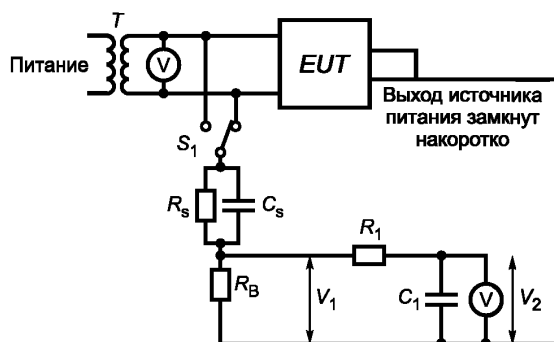 T
Питание
V
EUT
Выход источника
питания замкнут
накоротко
S1
Rs
Cs
R1
RB
V1
C1
V
V2